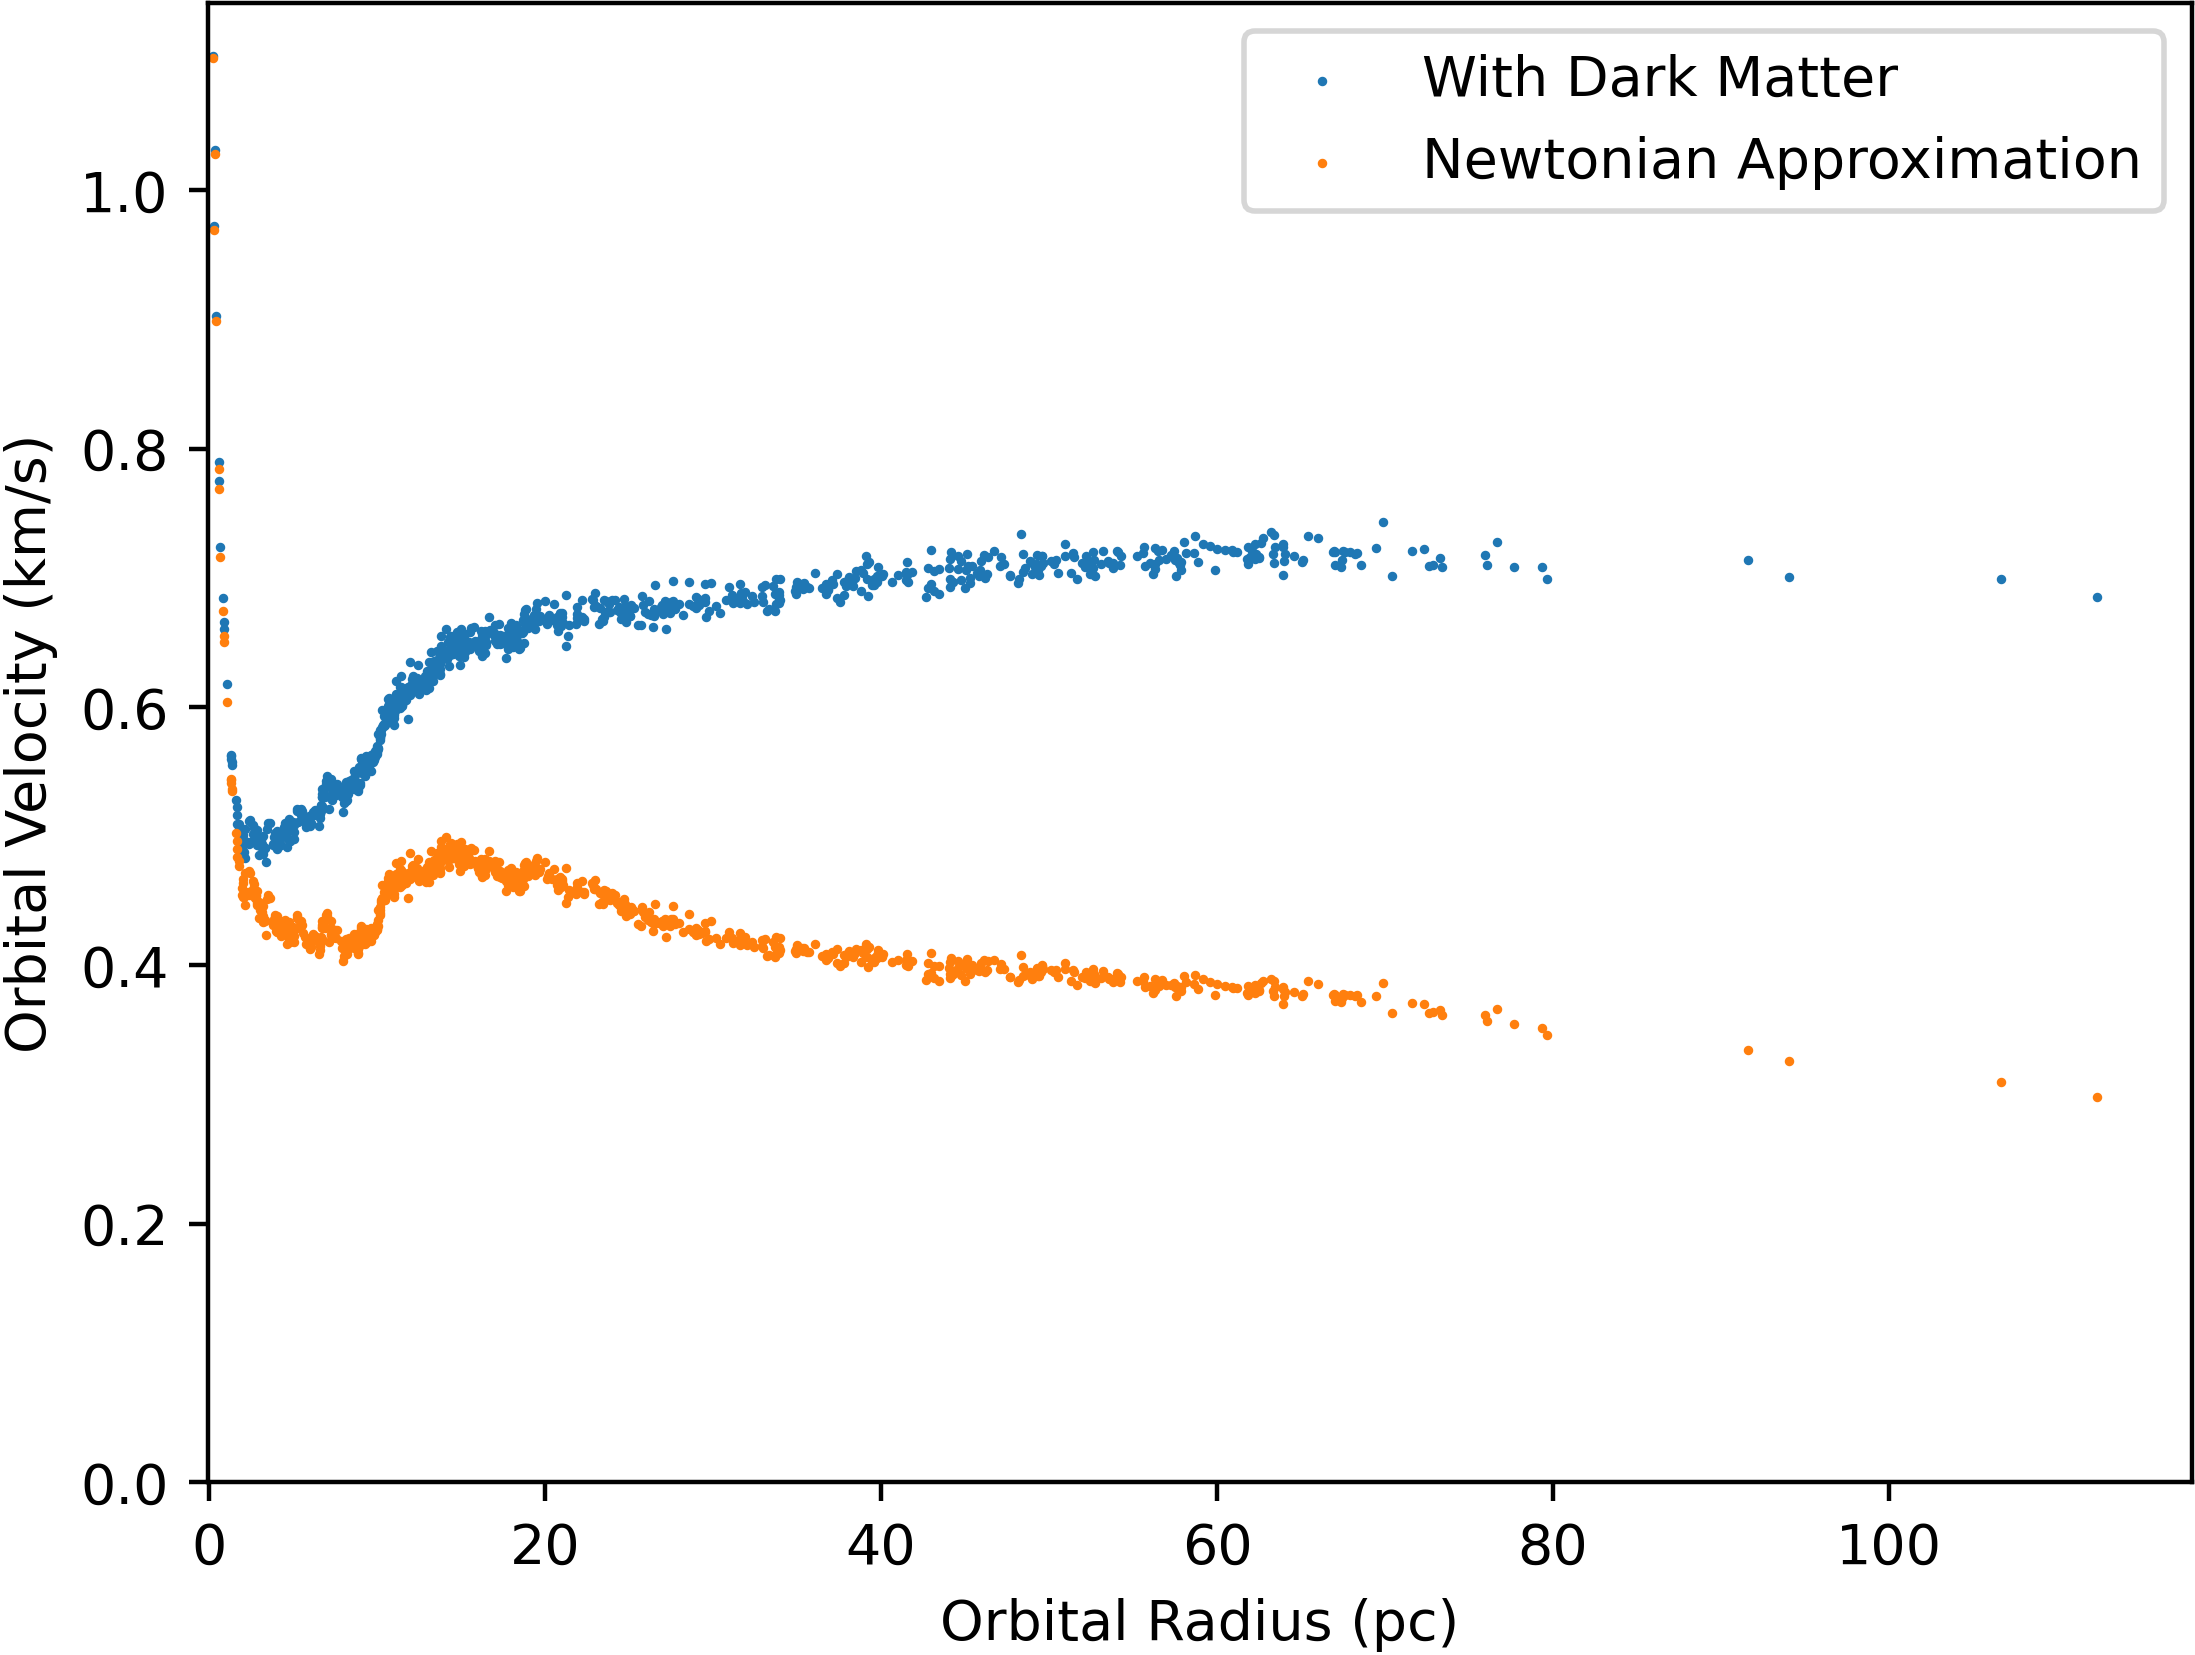 With Dark Matter
Newtonian Approximation
Orbital Velocity (km/s)
1.0
0.8
0.6
0.4
0.2
0.0
0 20 40 60 80 100
Orbital Radius (pc)